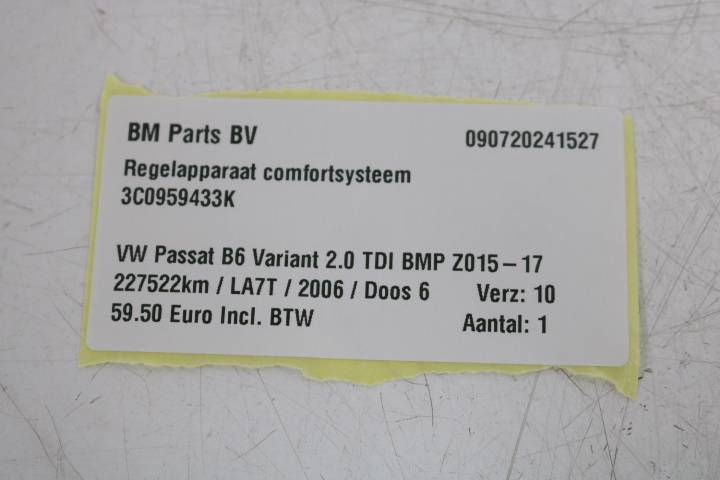 BM Parts BV 090720241527
Regelapparaat comfortsysteem
3C0959433K
VW Passat B6 Variant 2.0 TDI BMP Z015-17
227522km / LA7T / 2006 / Doos 6 Verz: 10
59.50 Euro Incl. BTW Aantal: 1